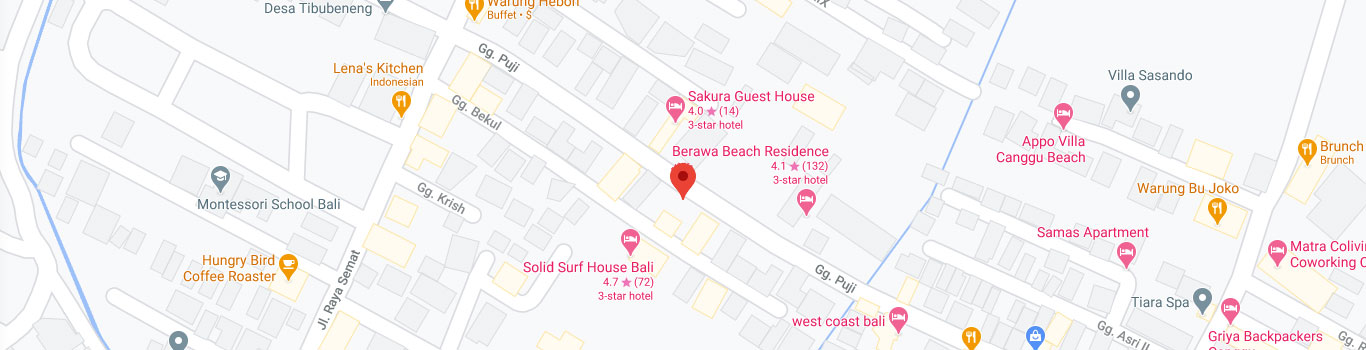 Desa Tibubeneng
Warung Heboh
Buffet • $
Gg. Puji
Lena's Kitchen
Indonesian
Gg. Bekul
Sakura Guest House
4.0 ★ (14)
3-star hotel
Berawa Beach Residence
4.1 ★ (132)
3-star hotel
Villa Sasando
Appo Villa
Canggu Beach
Brunch
Brunch
Warung Bu Joko
Montessori School Bali
Gg. Krish
Hungry Bird
Coffee Roaster
Jl. Raya Semat
Solid Surf House Bali
4.7 ★ (72)
3-star hotel
Gg. Puji
Samas Apartment
Matra Colivi
Coworking C
Tiara Spa
west coast bali
Gg. Asri II
Griya Backpackers